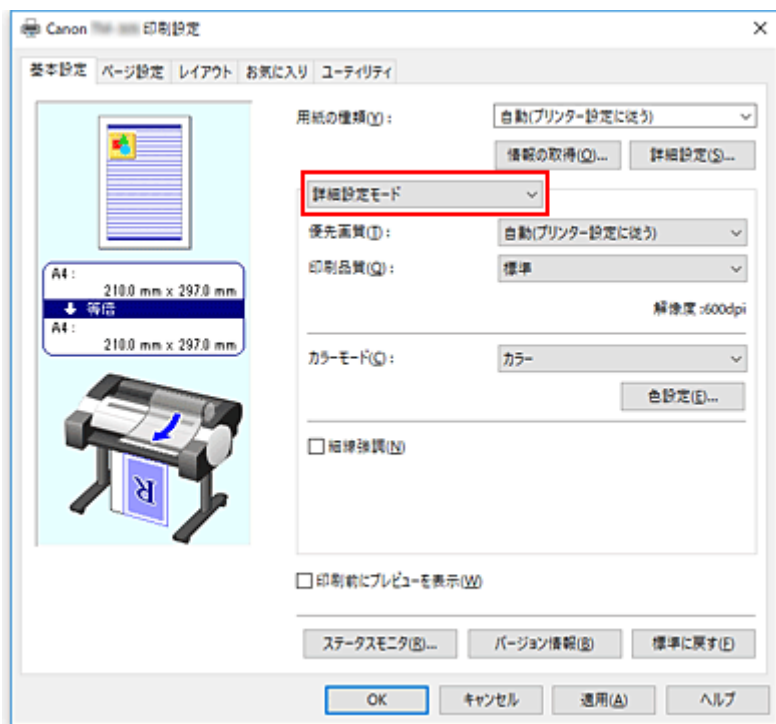 Canon 印刷設定
基本設定 ページ設定 レイアウト お気に入り ユーティリティ
用紙の種類(Y): 自動(プリンター設定に従う)
情報の取得(O)... 詳細設定(S)...
詳細設定モード
優先画質(T): 自動(プリンター設定に従う)
印刷品質(Q): 標準
解像度:600dpi
A4:
210.0 mm x 297.0 mm
等倍
A4:
210.0 mm x 297.0 mm
カラーモード(C): カラー
色設定(E)...
細線強調(N)
R
印刷前にプレビューを表示(W)
ステータスモニタ(R)... バージョン情報(B) 標準に戻す(F)
OK キャンセル 適用(A) ヘルプ